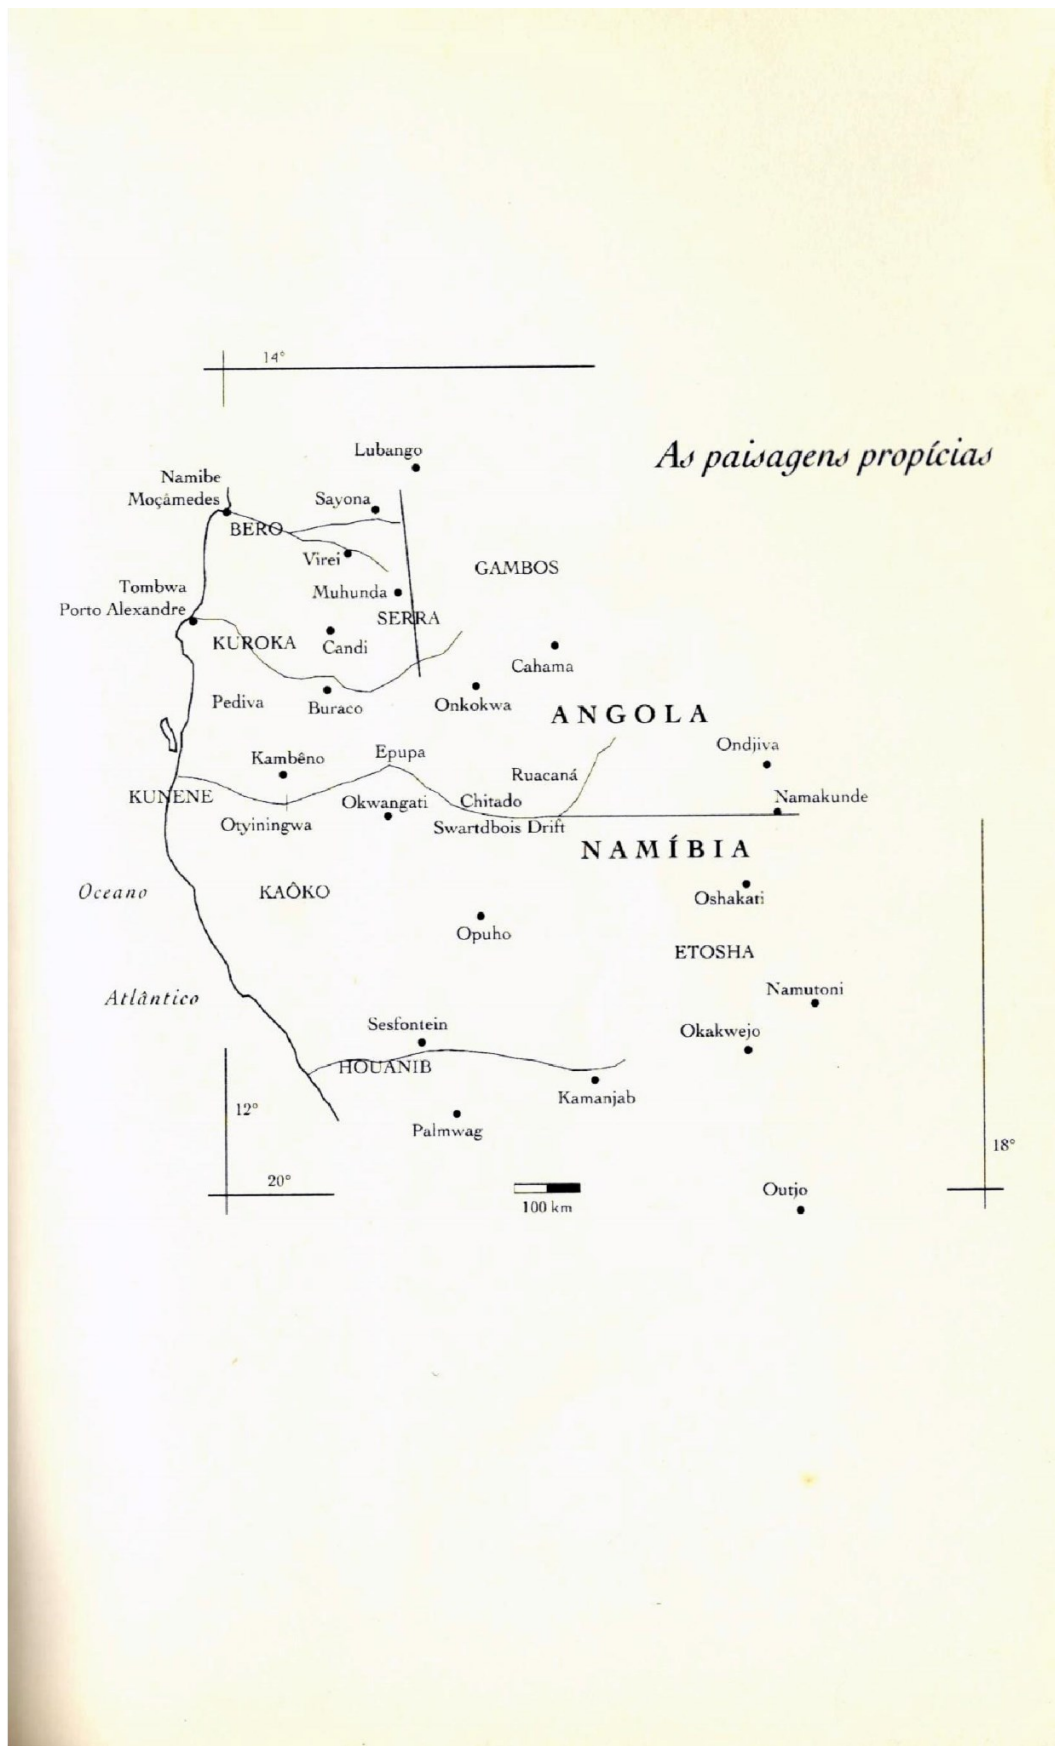 14°
As paisagens propícias
Lubango
Namibe
Moçâmedes
Sayona
BERO
Virei
GAMBOS
Tombwa
Porto Alexandre
Muhunda
SERRA
KUROKA
Candi
Cahama
Pediva
Buraco
Onkokwa
ANGOLA
Ondjiva
Kambêno
Epupa
Ruacaná
KUNENE
Okwangati
Chitado
Namakunde
Otyiningwa
Swartdbois Drift
NAMÍBIA
Oceano
KAÔKO
Oshakati
Opuho
ETOSHA
Atlântico
Namutoni
Sesfontein
Okakwejo
HOUANIB
Kamanjab
12°
Palmwag
18°
20°
100 km
Outjo